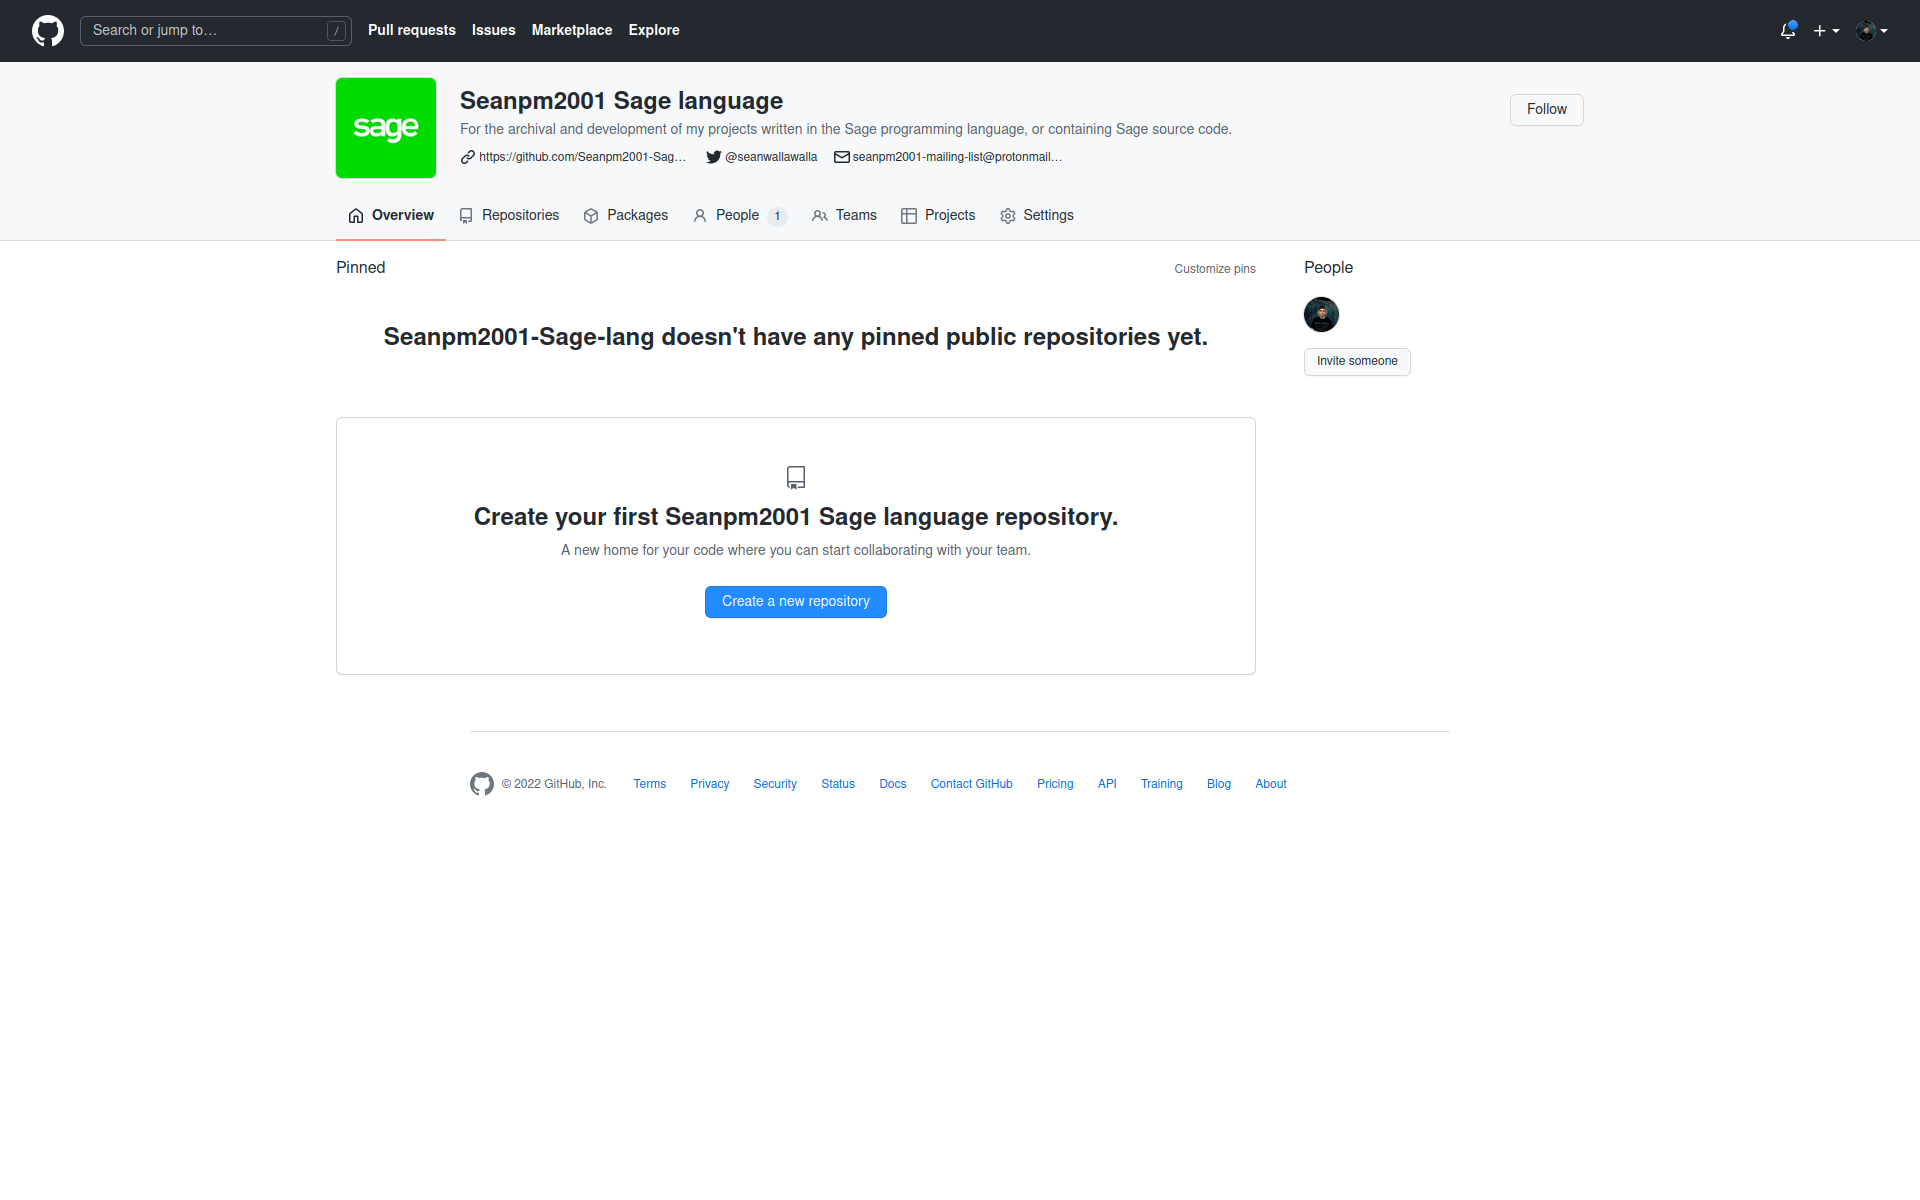 Search or jump to… /
Pull requests Issues Marketplace Explore
sage
Seanpm2001 Sage language
Follow
For the archival and development of my projects written in the Sage programming language, or containing Sage source code.
https://github.com/Seanpm2001-Sag… @seanwallawalla seanpm2001-mailing-list@protonmail…
Overview Repositories Packages People 1 Teams Projects Settings
Pinned
Customize pins
People
Seanpm2001-Sage-lang doesn't have any pinned public repositories yet.
Invite someone
Create your first Seanpm2001 Sage language repository.
A new home for your code where you can start collaborating with your team.
Create a new repository
© 2022 GitHub, Inc. Terms Privacy Security Status Docs Contact GitHub Pricing API Training Blog About